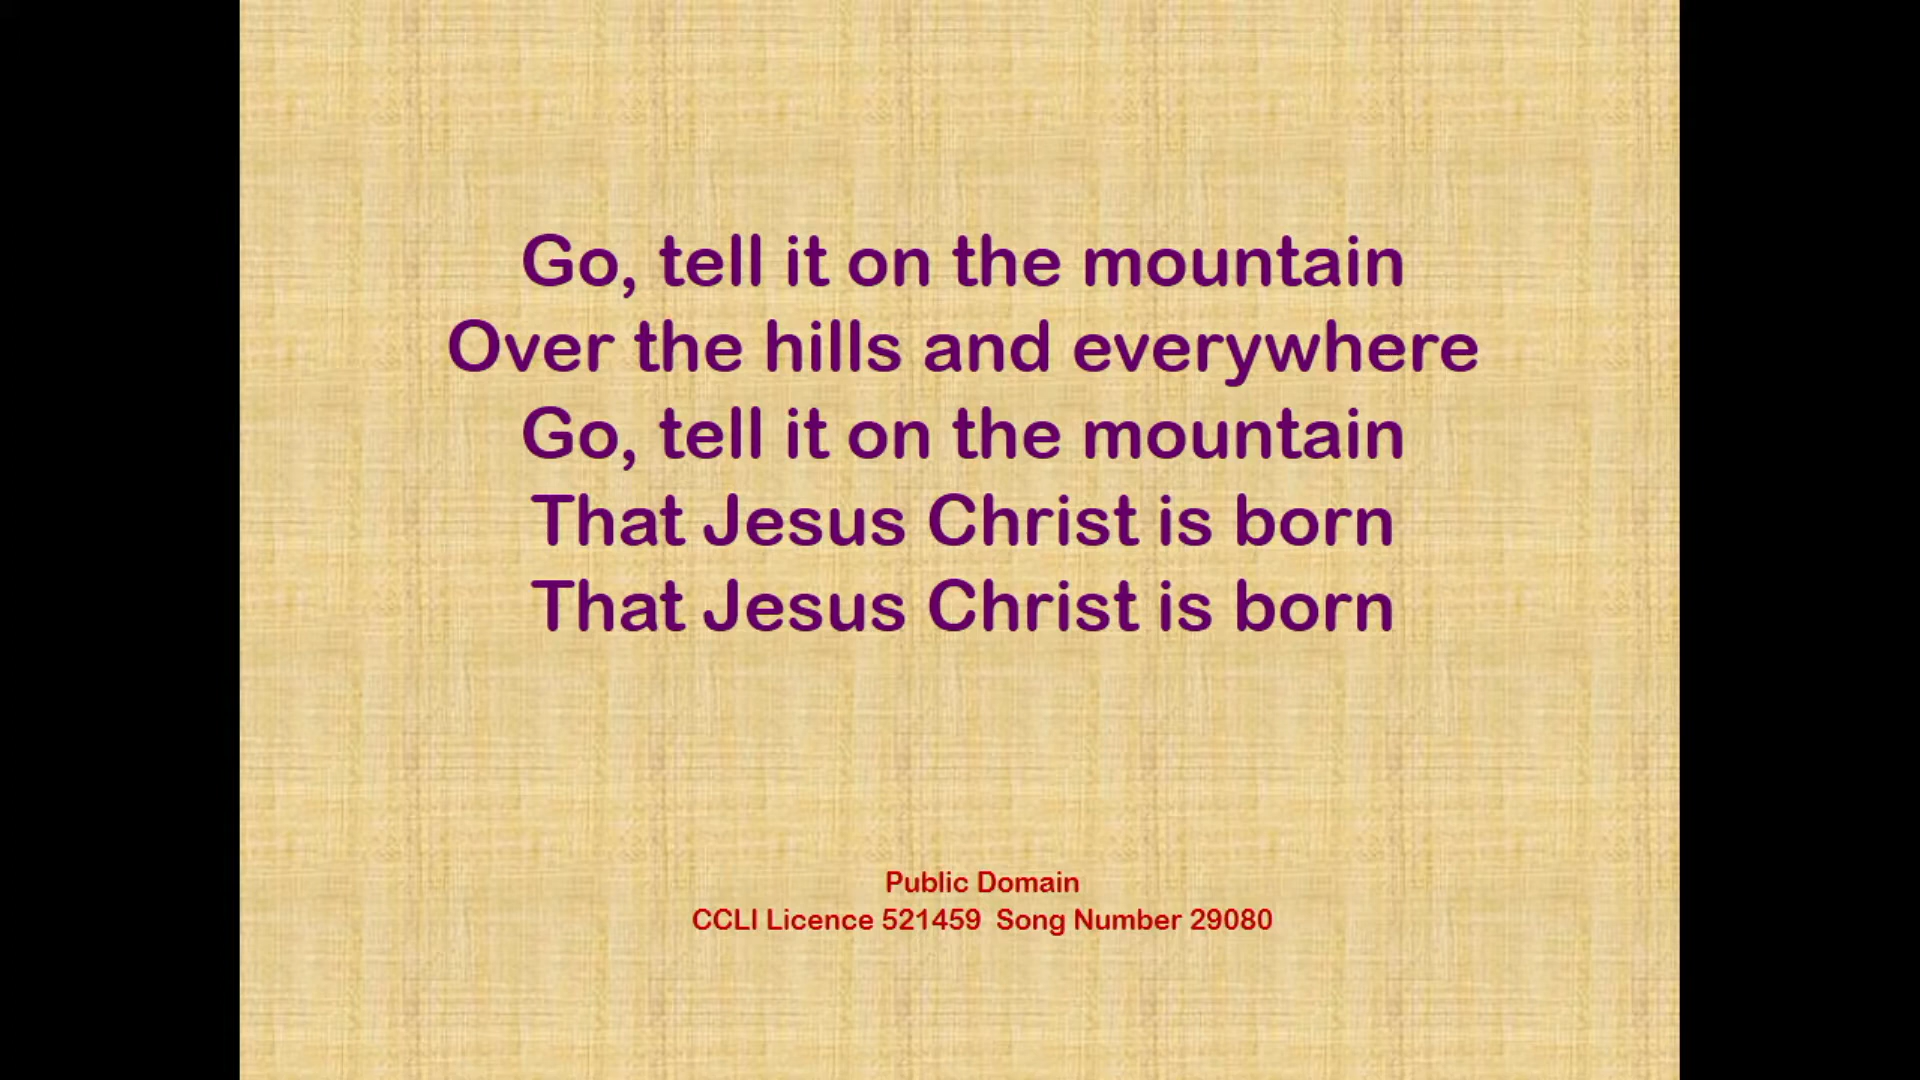 Go, tell it on the mountain
Over the hills and everywhere
Go, tell it on the mountain
That Jesus Christ is born
That Jesus Christ is born
Public Domain
CCLI Licence 521459  Song Number 29080